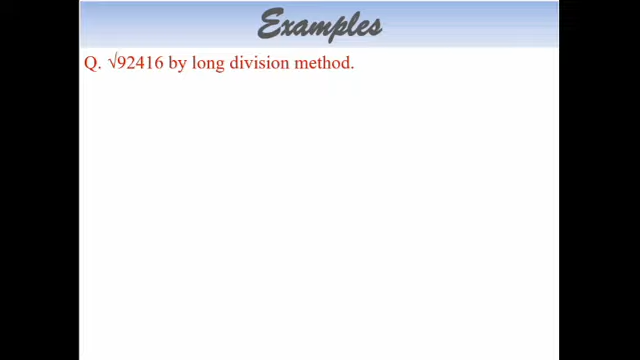 Examples
Q. √92416 by long division method.